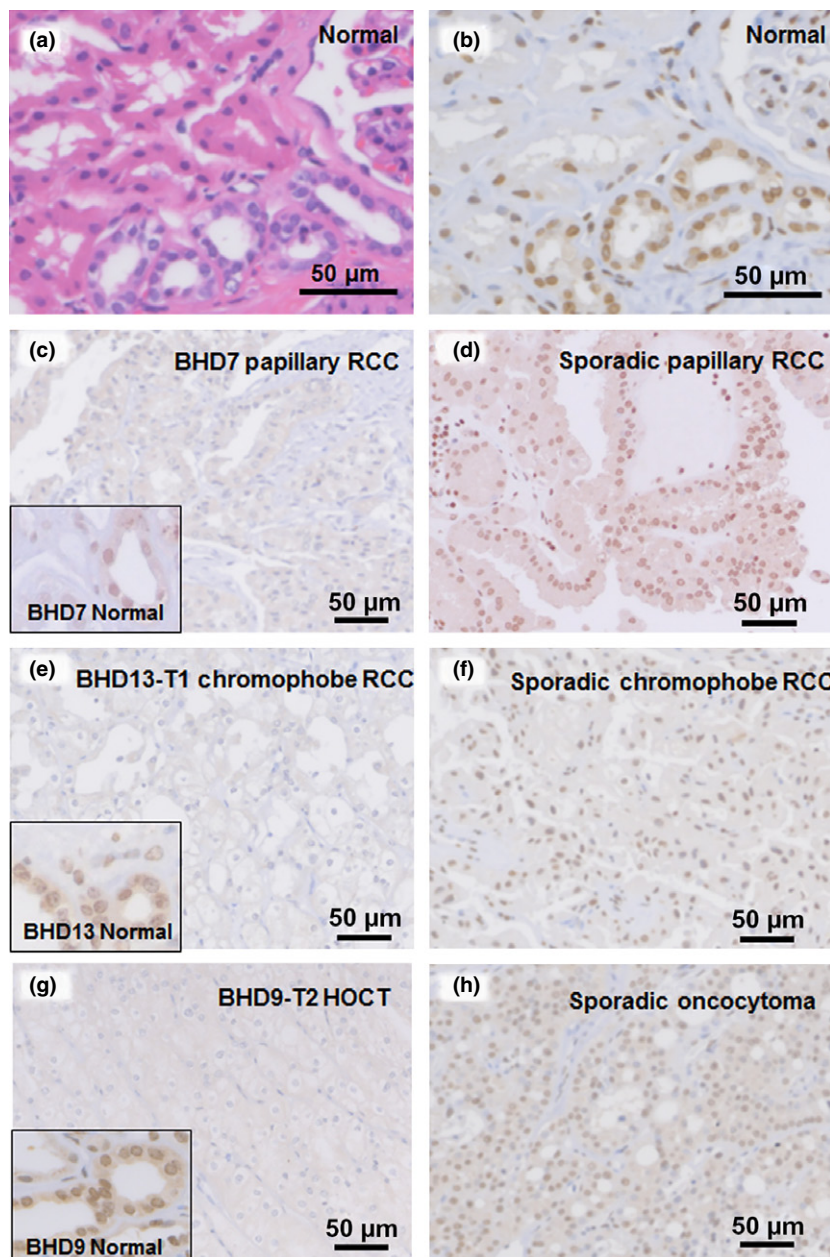 (a)
Normal
50 µm
(b)
Normal
50 µm
(c)
BHD7 papillary RCC
BHD7 Normal
50 µm
(d)
Sporadic papillary RCC
50 µm
(e)
BHD13-T1 chromophobe RCC
BHD13 Normal
50 µm
(f)
Sporadic chromophobe RCC
50 µm
(g)
BHD9-T2 HOCT
BHD9 Normal
50 µm
(h)
Sporadic oncocytoma
50 µm